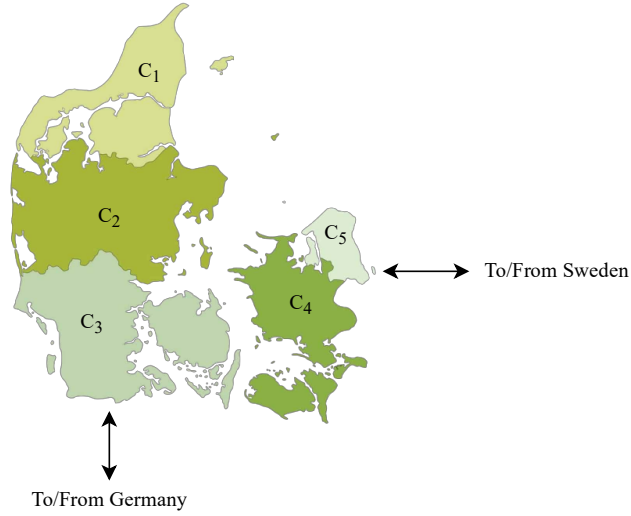 C₁
C₂
C₅
To/From Sweden
C₄
C₃
To/From Germany